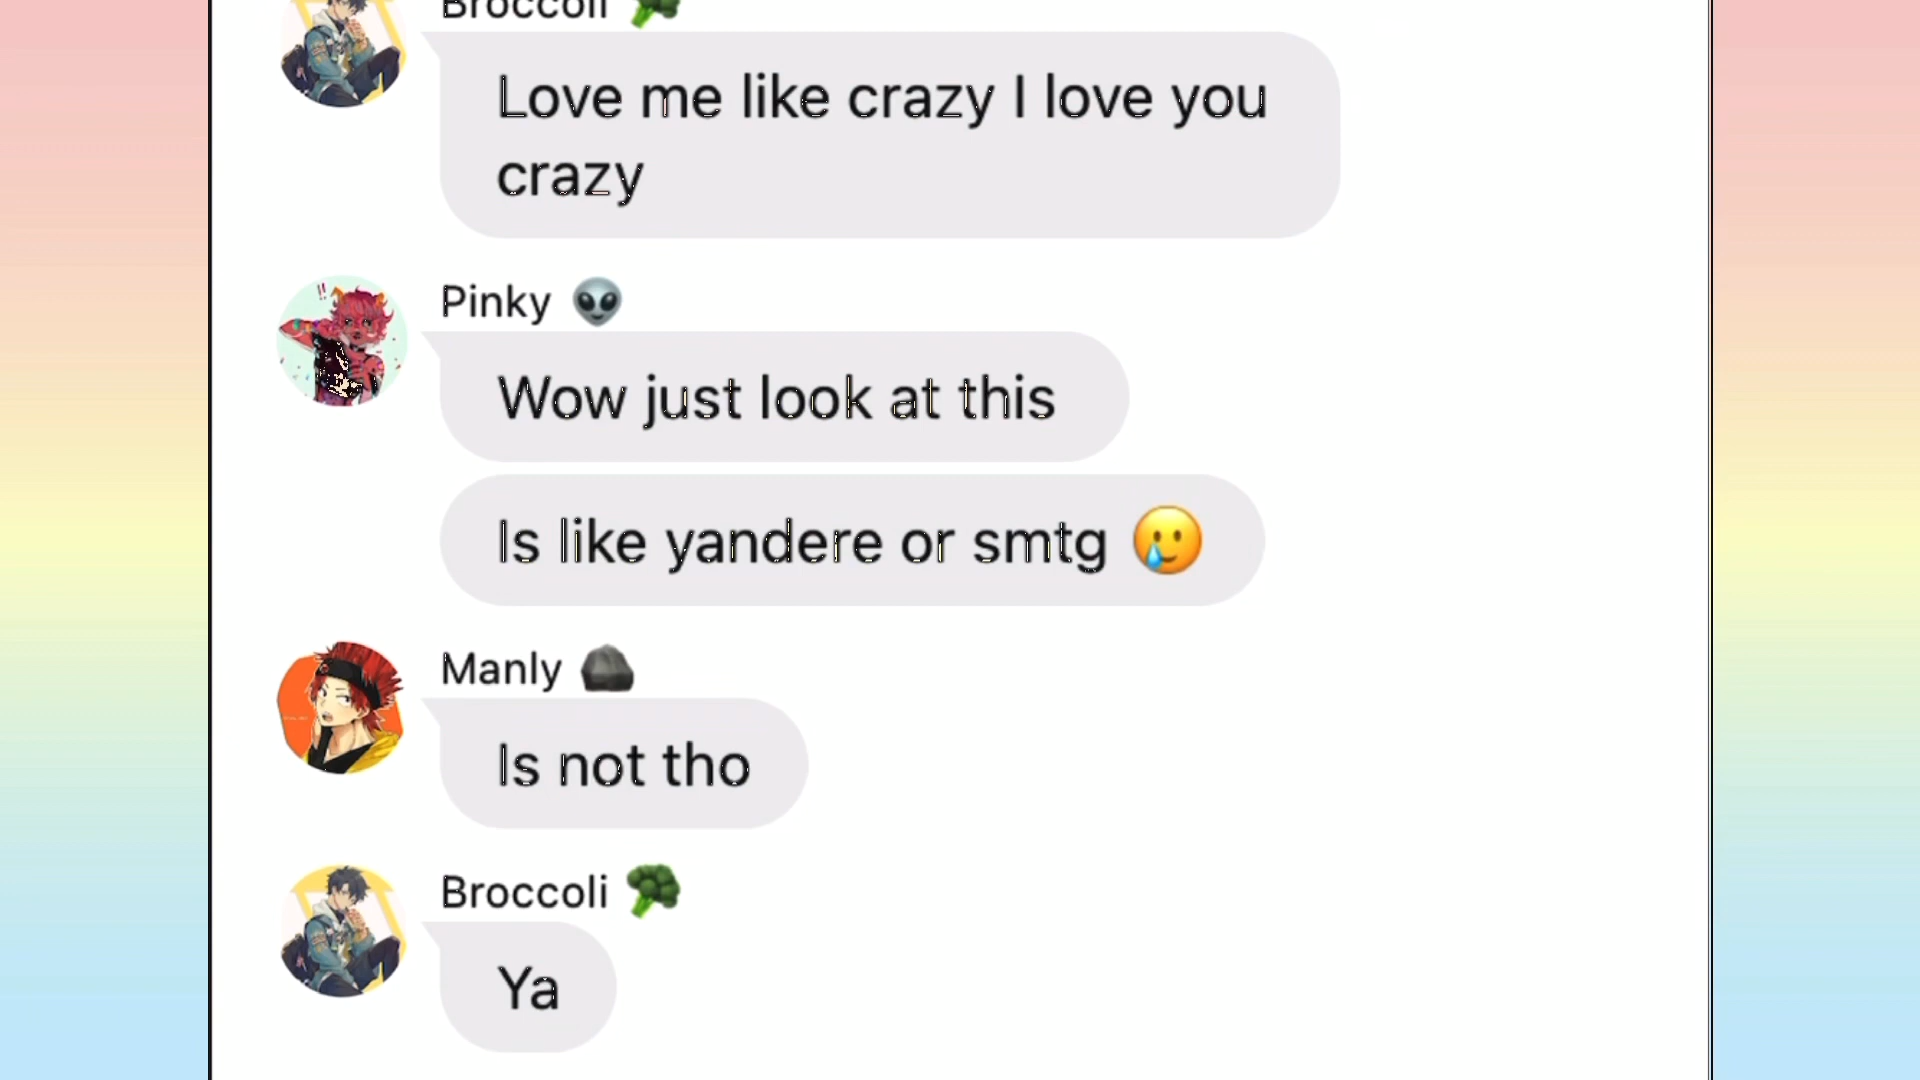 Broccoli 🥦
Love me like crazy I love you
crazy
Pinky 👽
Wow just look at this
Is like yandere or smtg 🥲
Manly 🪨
Is not tho
Broccoli 🥦
Ya